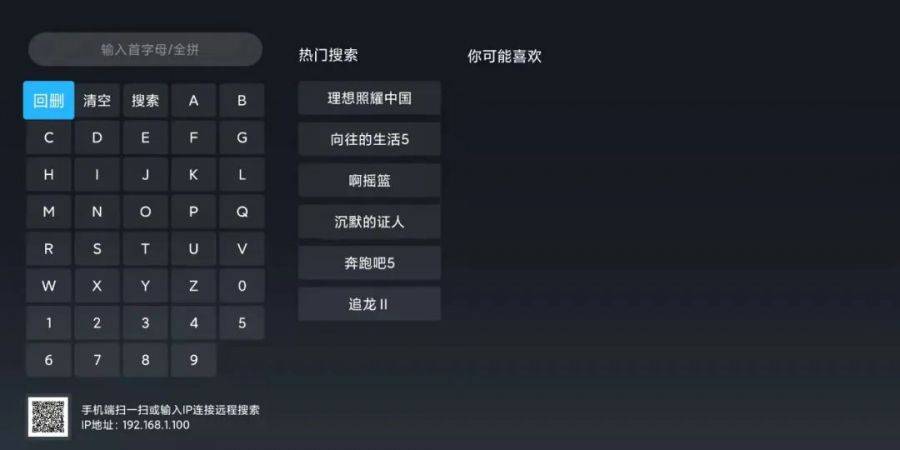 输入首字母/全拼
热门搜索
你可能喜欢
回删 清空 搜索 A B
C D E F G
H I J K L
M N O P Q
R S T U V
W X Y Z 0
1 2 3 4 5
6 7 8 9
理想照耀中国
向往的生活5
啊摇篮
沉默的证人
奔跑吧5
追龙Ⅱ
手机端扫一扫或输入IP连接远程搜索
IP地址：192.168.1.100